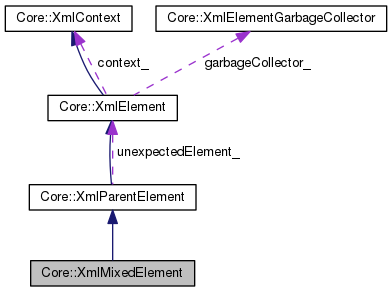 Core::XmlContext
Core::XmlElementGarbageCollector
context_
garbageCollector_
Core::XmlElement
unexpectedElement_
Core::XmlParentElement
Core::XmlMixedElement